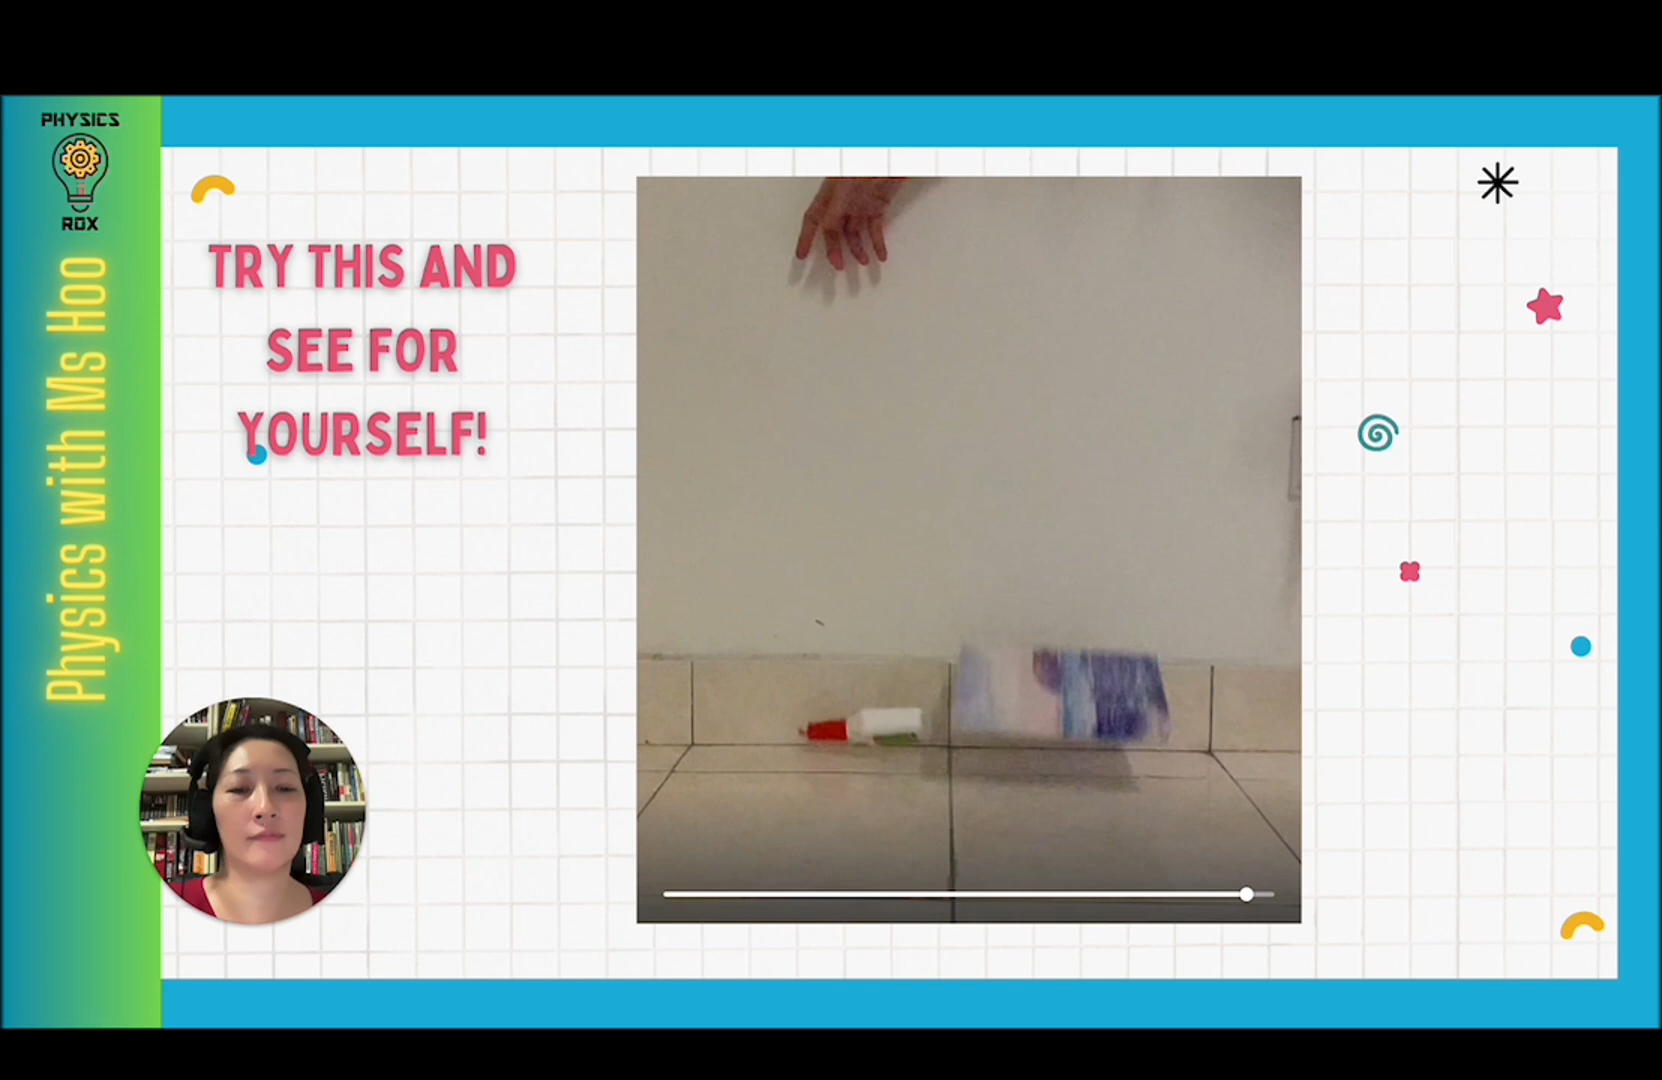 PHYSICS
ROX
Physics with Ms Hoo
TRY THIS AND
SEE FOR
YOURSELF!